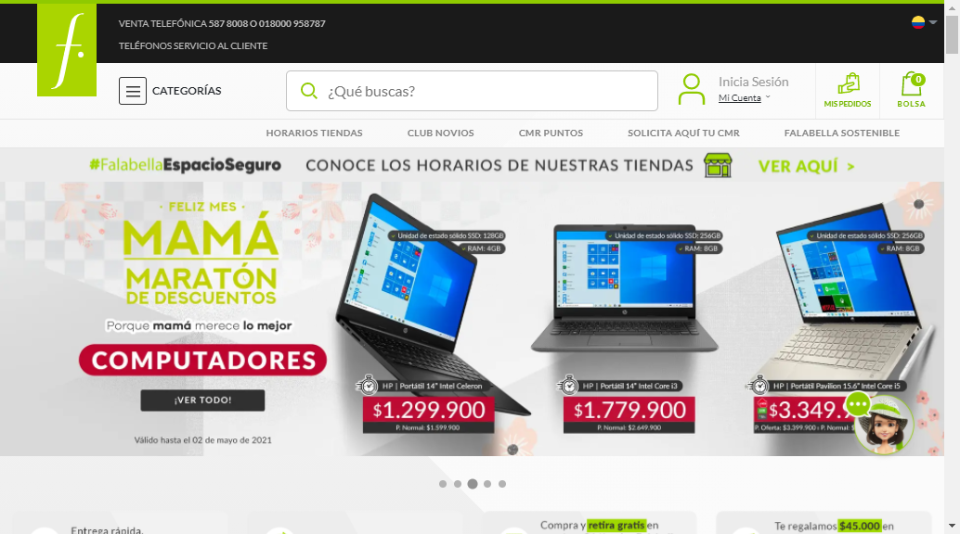 VENTA TELEFÓNICA 587 8008 O 018000 958787
TELÉFONOS SERVICIO AL CLIENTE
f.
CATEGORÍAS
¿Qué buscas?
Inicia Sesión
Mi Cuenta
MIS PEDIDOS
0
BOLSA
HORARIOS TIENDAS
CLUB NOVIOS
CMR PUNTOS
SOLICITA AQUÍ TU CMR
FALABELLA SOSTENIBLE
#FalabellaEspacioSeguro
CONOCE LOS HORARIOS DE NUESTRAS TIENDAS
VER AQUÍ >
· FELIZ MES ·
MAMÁ
MARATÓN
DE DESCUENTOS
Porque mamá merece lo mejor
COMPUTADORES
¡VER TODO!
Válido hasta el 02 de mayo de 2021
Unidad de estado sólido SSD: 128GB
RAM: 4GB
HP | Portátil 14" Intel Celeron
$1.299.900
P. Normal: $1.599.900
Unidad de estado sólido SSD: 256GB
RAM: 8GB
HP | Portátil 14" Intel Core i3
$1.779.900
P. Normal: $2.649.900
Unidad de estado sólido SSD: 256GB
RAM: 8GB
HP | Portátil Pavilion 15.6" Intel Core i5
$3.349.9
P. Oferta: $3.399.900 - P. Normal:
Entrega rápida.
Compra y retira gratis en
Te regalamos $45.000 en